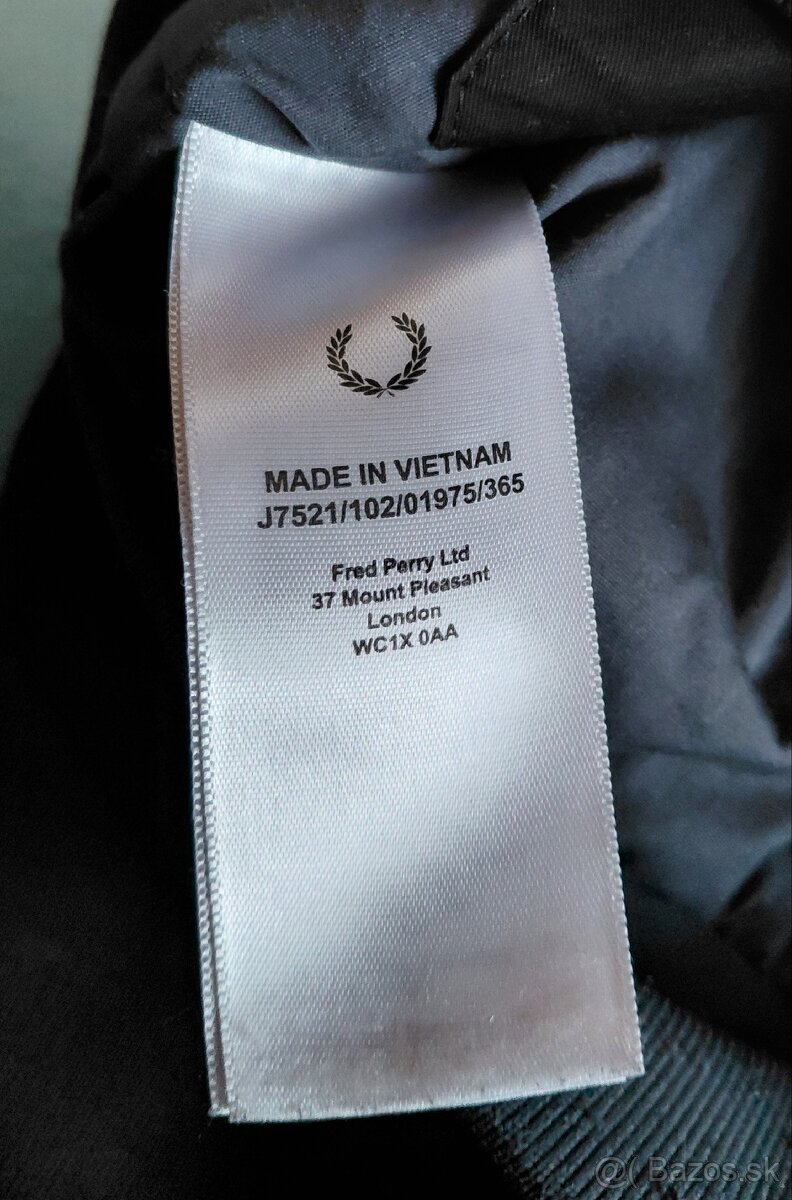 MADE IN VIETNAM
J7521/102/01975/365
Fred Perry Ltd
37 Mount Pleasant
London
WC1X 0AA
Bazos.sk